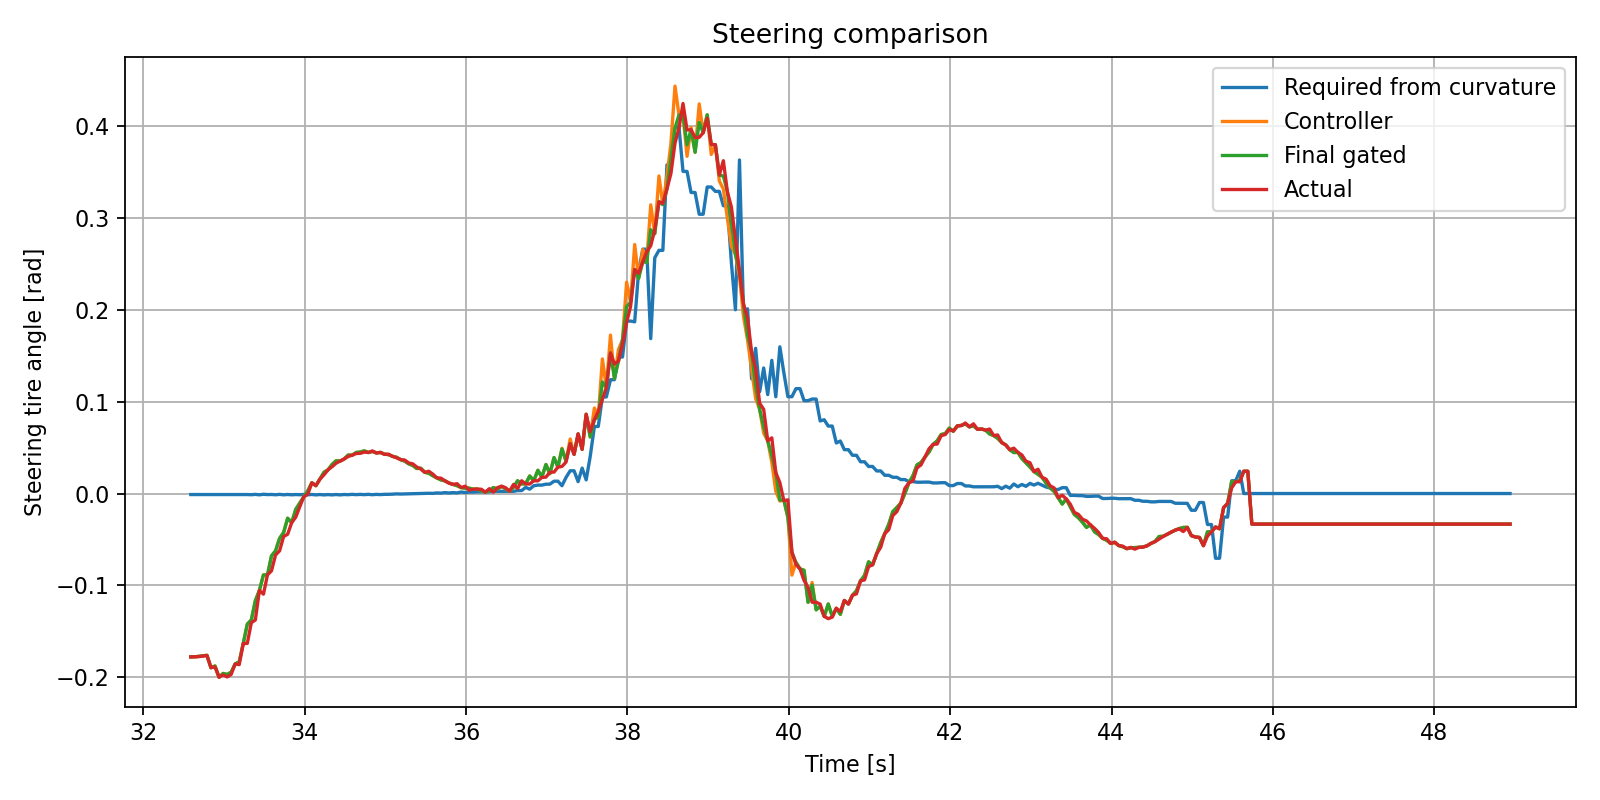 Steering comparison
Required from curvature
Controller
Final gated
Actual
Steering tire angle [rad]
0.4
0.3
0.2
0.1
0.0
−0.1
−0.2
32 34 36 38 40 42 44 46 48
Time [s]